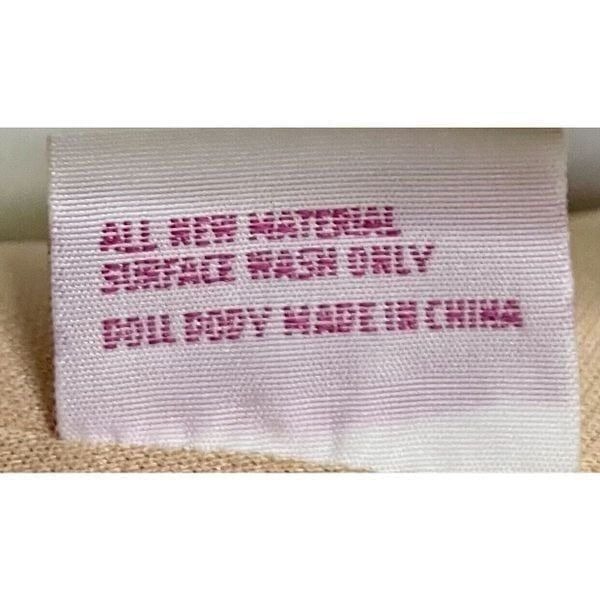 ALL NEW MATERIAL
SURFACE WASH ONLY
DOLL BODY MADE IN CHINA